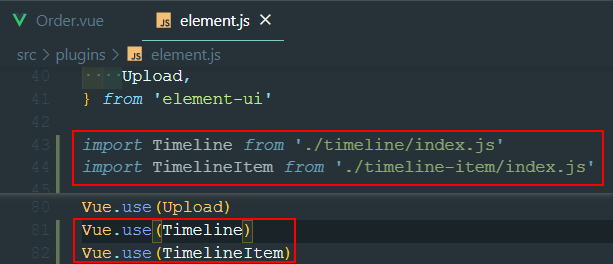 Order.vue
JS element.js ×
src > plugins > JS element.js
40 ····Upload,
41 } from 'element-ui'
42
43 import Timeline from './timeline/index.js'
44 import TimelineItem from './timeline-item/index.js'
45
80 Vue.use(Upload)
81 Vue.use(Timeline)
82 Vue.use(TimelineItem)